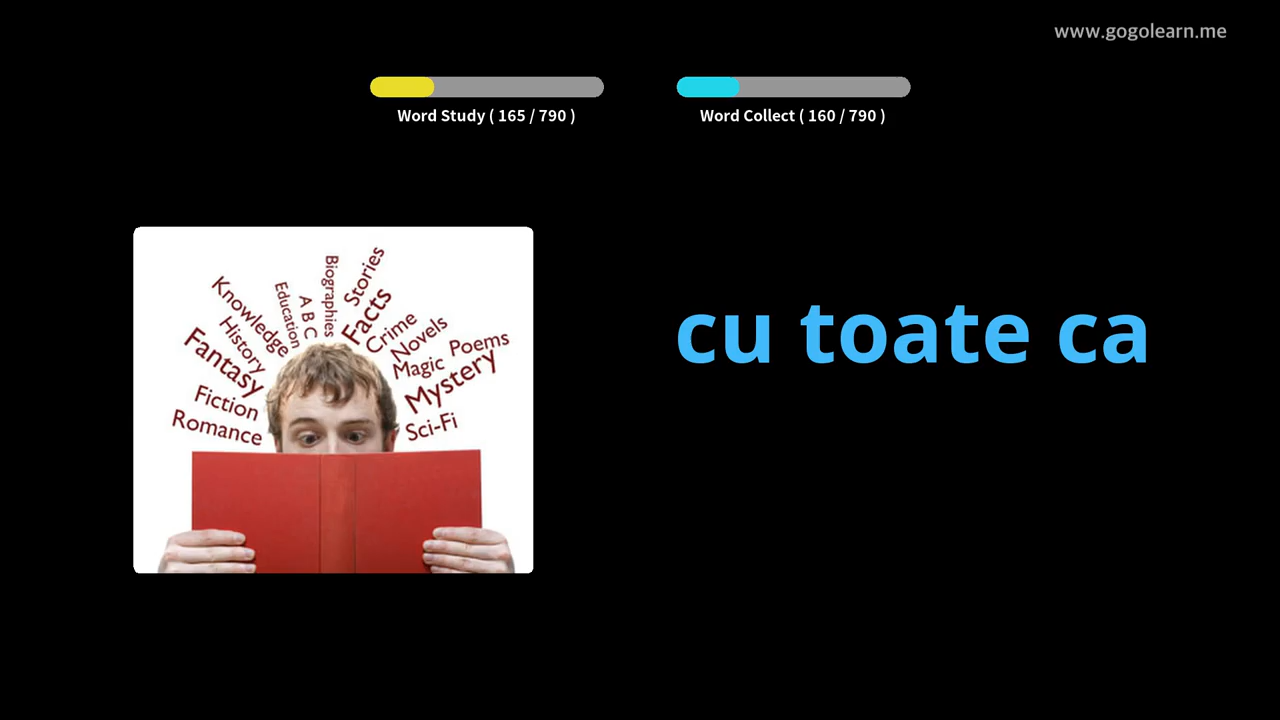 www.gogolearn.me
Word Study ( 165 / 790 )
Word Collect ( 160 / 790 )
cu toate ca
Biographies
Stories
Education
A B C
Facts
Knowledge
Crime
Novels
History
Poems
Fantasy
Magic
Mystery
Fiction
Romance
Sci-Fi